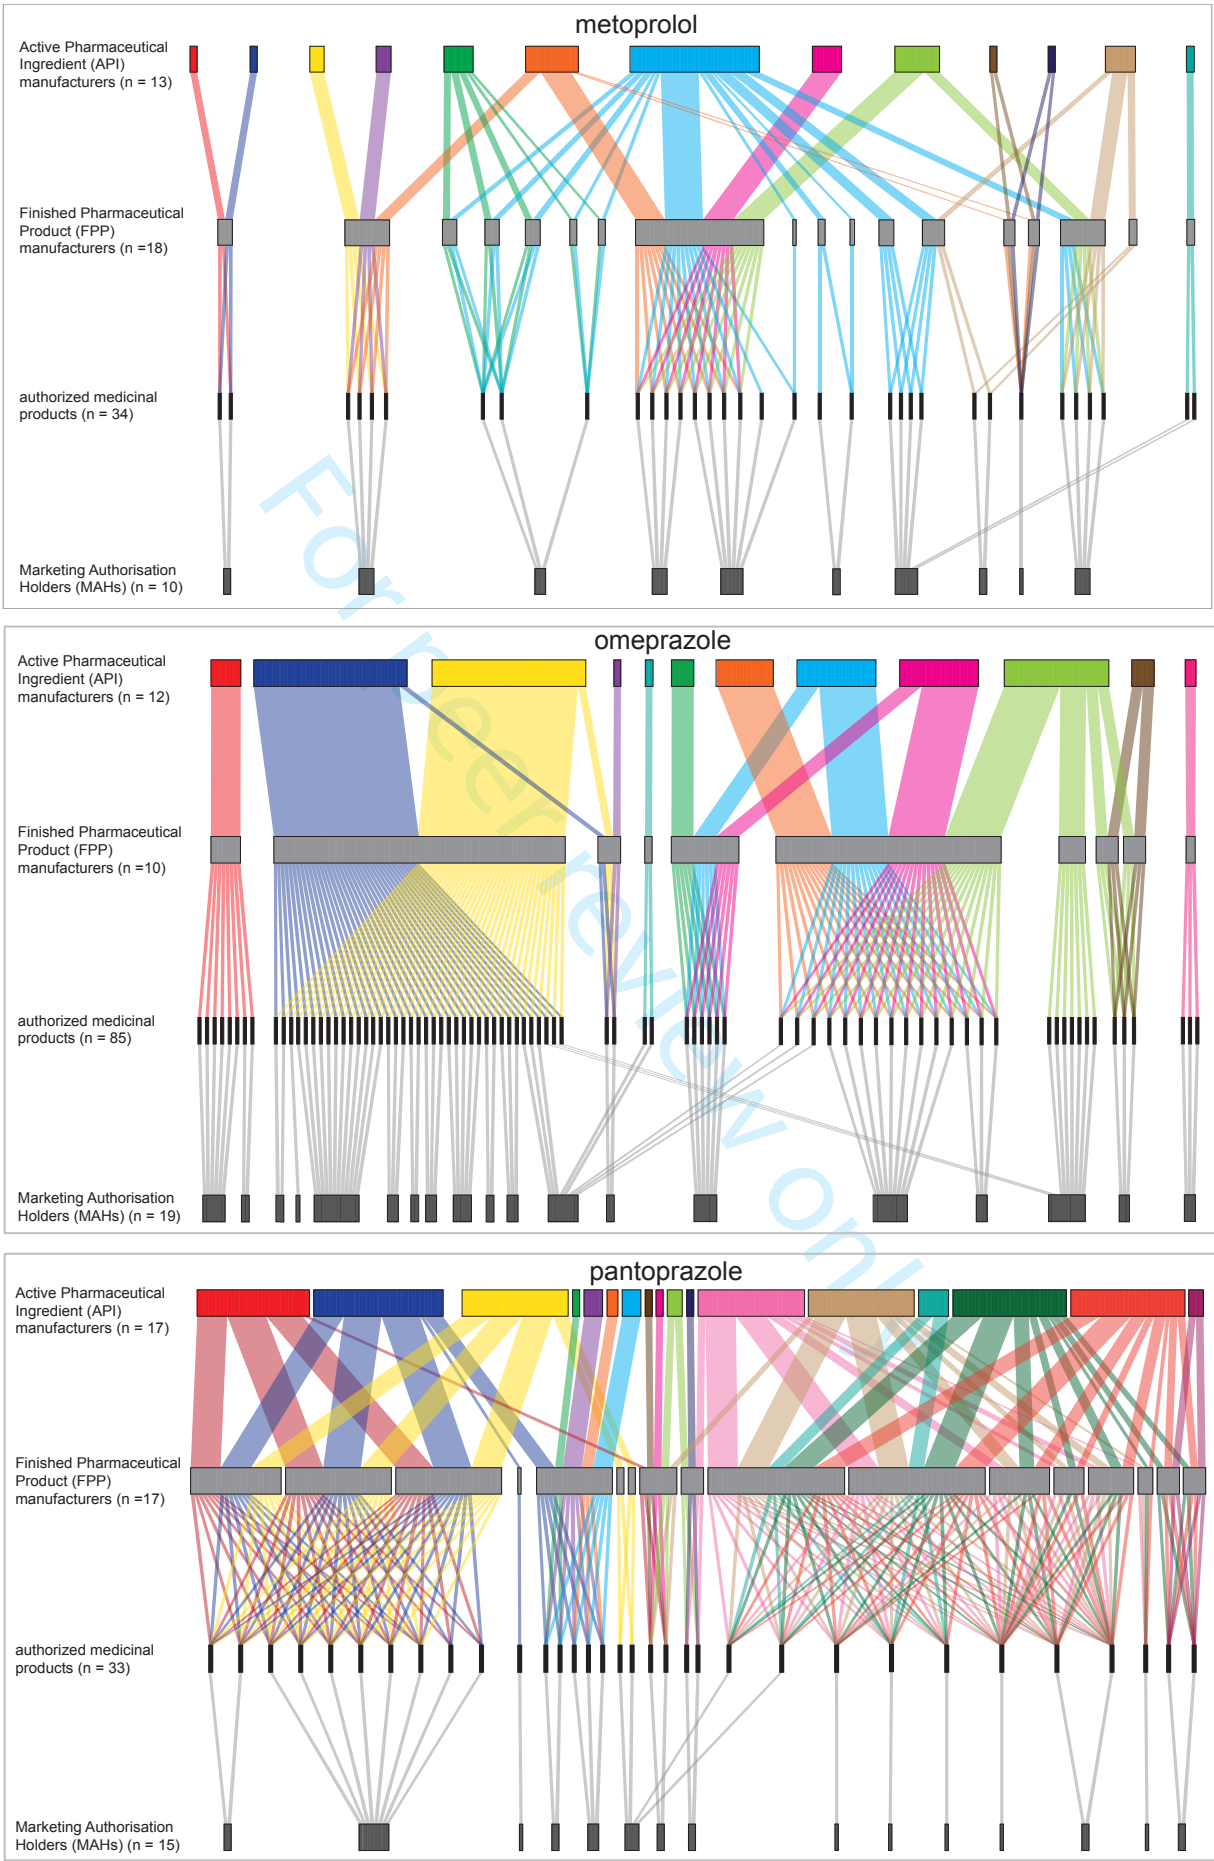 metoprolol
Active Pharmaceutical
Ingredient (API)
manufacturers (n = 13)
Finished Pharmaceutical
Product (FPP)
manufacturers (n =18)
authorized medicinal
products (n = 34)
Marketing Authorisation
Holders (MAHs) (n = 10)
omeprazole
Active Pharmaceutical
Ingredient (API)
manufacturers (n = 12)
Finished Pharmaceutical
Product (FPP)
manufacturers (n =10)
authorized medicinal
products (n = 85)
Marketing Authorisation
Holders (MAHs) (n = 19)
pantoprazole
Active Pharmaceutical
Ingredient (API)
manufacturers (n = 17)
Finished Pharmaceutical
Product (FPP)
manufacturers (n =17)
authorized medicinal
products (n = 33)
Marketing Authorisation
Holders (MAHs) (n = 15)
For peer review only